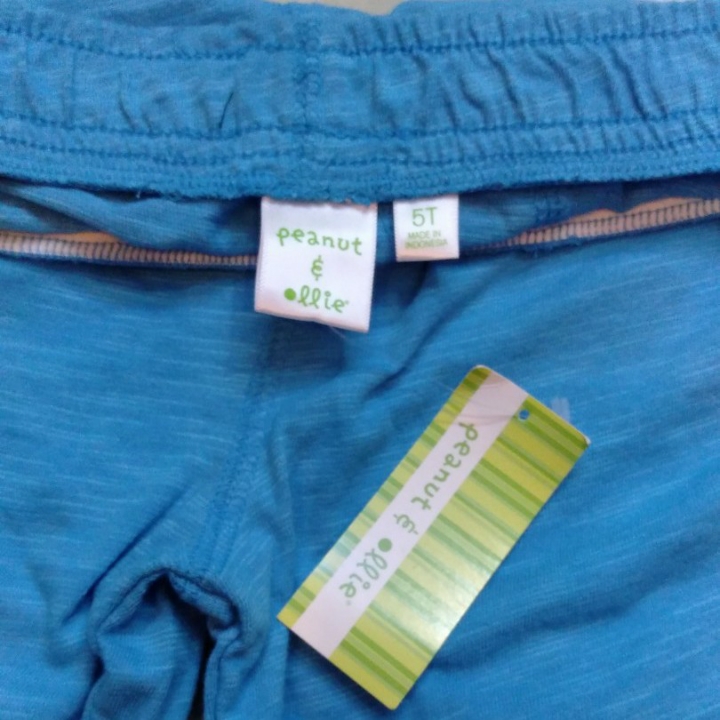 peanut
&
ollie
5T
MADE IN
INDONESIA
peanut & ollie